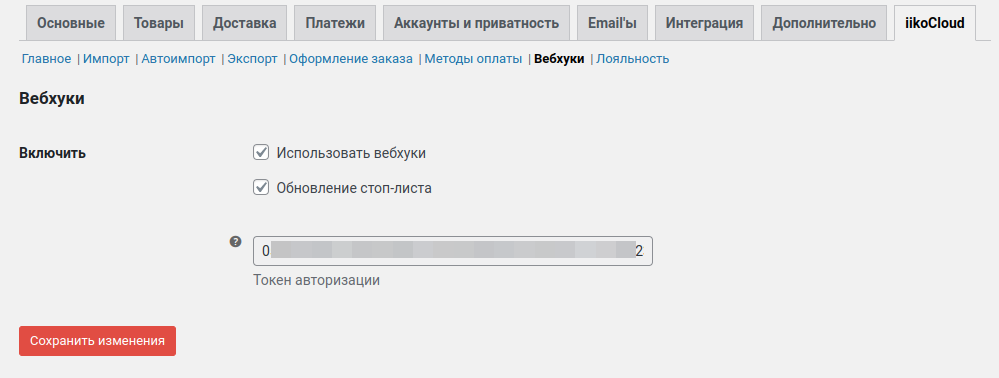 Основные Товары Доставка Платежи Аккаунты и приватность Email'ы Интеграция Дополнительно iikoCloud
Главное | Импорт | Автоимпорт | Экспорт | Оформление заказа | Методы оплаты | Вебхуки | Лояльность
Вебхуки
Включить Использовать вебхуки
Обновление стоп-листа
? 0 2
Токен авторизации
Сохранить изменения